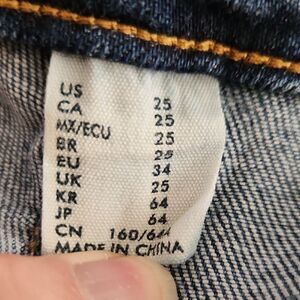 US 25
CA 25
MX/ECU 25
BR 25
EU 34
UK 25
KR 64
JP 64
CN 160/64A
MADE IN CHINA